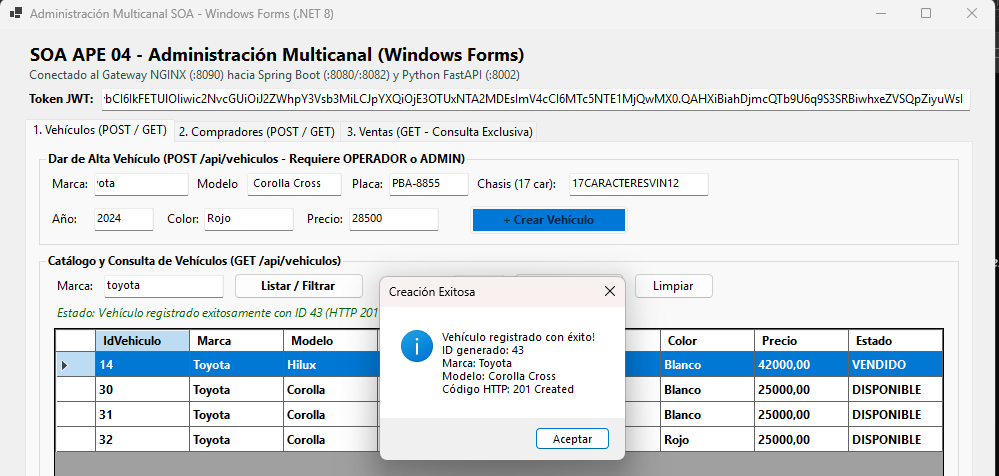 Administración Multicanal SOA - Windows Forms (.NET 8)
SOA APE 04 - Administración Multicanal (Windows Forms)
Conectado al Gateway NGINX (:8090) hacia Spring Boot (:8080/:8082) y Python FastAPI (:8002)
Token JWT:
1. Vehículos (POST / GET) 2. Compradores (POST / GET) 3. Ventas (GET - Consulta Exclusiva)
Dar de Alta Vehículo (POST /api/vehiculos - Requiere OPERADOR o ADMIN)
Marca: yota Modelo Corolla Cross Placa: PBA-8855 Chasis (17 car): 17CARACTERESVIN12
Año: 2024 Color: Rojo Precio: 28500 + Crear Vehículo
Catálogo y Consulta de Vehículos (GET /api/vehiculos)
Marca: toyota Listar / Filtrar Limpiar
Estado: Vehículo registrado exitosamente con ID 43 (HTTP 201
IdVehiculo Marca Modelo Color Precio Estado
14 Toyota Hilux Blanco 42000,00 VENDIDO
30 Toyota Corolla Blanco 25000,00 DISPONIBLE
31 Toyota Corolla Blanco 25000,00 DISPONIBLE
32 Toyota Corolla Rojo 25000,00 DISPONIBLE
Creación Exitosa
Vehículo registrado con éxito!
ID generado: 43
Marca: Toyota
Modelo: Corolla Cross
Código HTTP: 201 Created
Aceptar